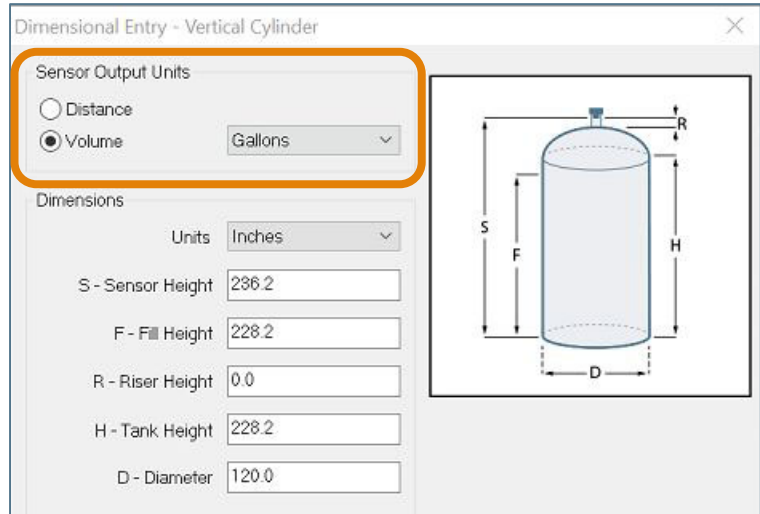 Dimensional Entry - Vertical Cylinder
Sensor Output Units
Distance
Volume Gallons
Dimensions
Units Inches
S - Sensor Height 236.2
F - Fill Height 228.2
R - Riser Height 0.0
H - Tank Height 228.2
D - Diameter 120.0
R
S
F
H
D